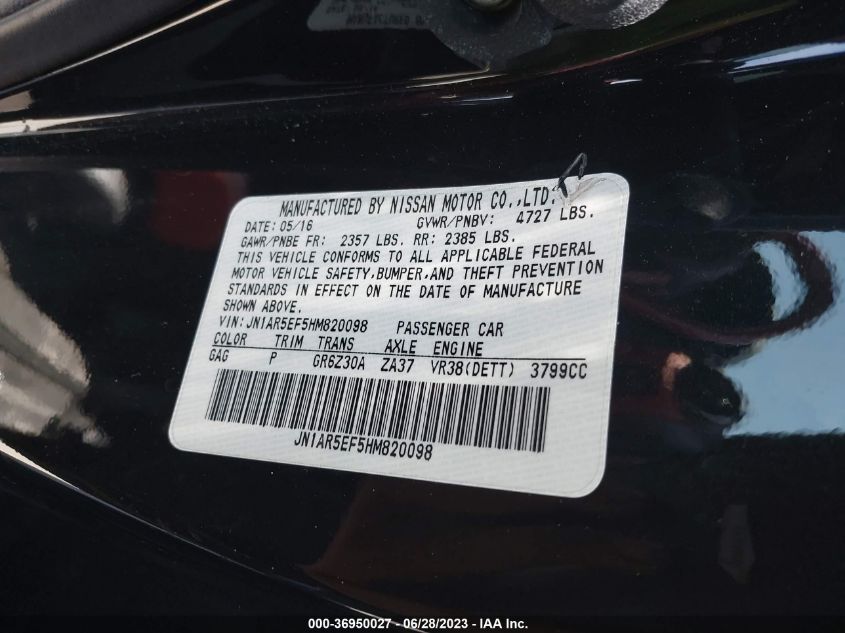 MANUFACTURED BY NISSAN MOTOR CO.,LTD.
DATE: 05/16 GVWR/PNBV: 4727 LBS.
GAWR/PNBE FR: 2357 LBS. RR: 2385 LBS.
THIS VEHICLE CONFORMS TO ALL APPLICABLE FEDERAL
MOTOR VEHICLE SAFETY,BUMPER,AND THEFT PREVENTION
STANDARDS IN EFFECT ON THE DATE OF MANUFACTURE
SHOWN ABOVE.
VIN:JN1AR5EF5HM820098 PASSENGER CAR
COLOR TRIM TRANS AXLE ENGINE
GAG P GR6Z30A ZA37 VR38(DETT) 3799CC
JN1AR5EF5HM820098
000-36950027 - 06/28/2023 - IAAI.com